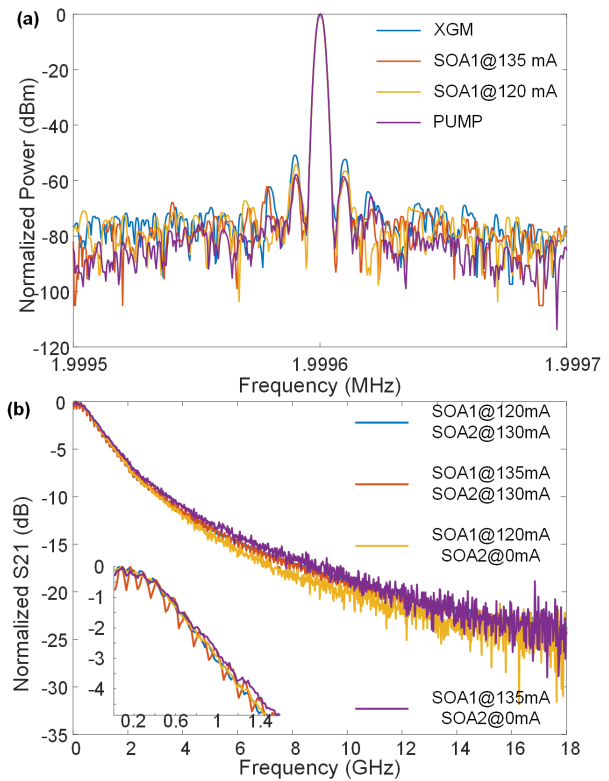 (a)
0
-20
-40
-60
-80
-100
-120
Normalized Power (dBm)
XGM
SOA1@135 mA
SOA1@120 mA
PUMP
1.9995
1.9996
1.9997
Frequency (MHz)
(b)
0
-5
-10
-15
-20
-25
-30
-35
Normalized S21 (dB)
SOA1@120mA
SOA2@130mA
SOA1@135mA
SOA2@130mA
SOA1@120mA
SOA2@0mA
SOA1@135mA
SOA2@0mA
0
-1
-2
-3
-4
0.2 0.6 1 1.4
0 2 4 6 8 10 12 14 16 18
Frequency (GHz)